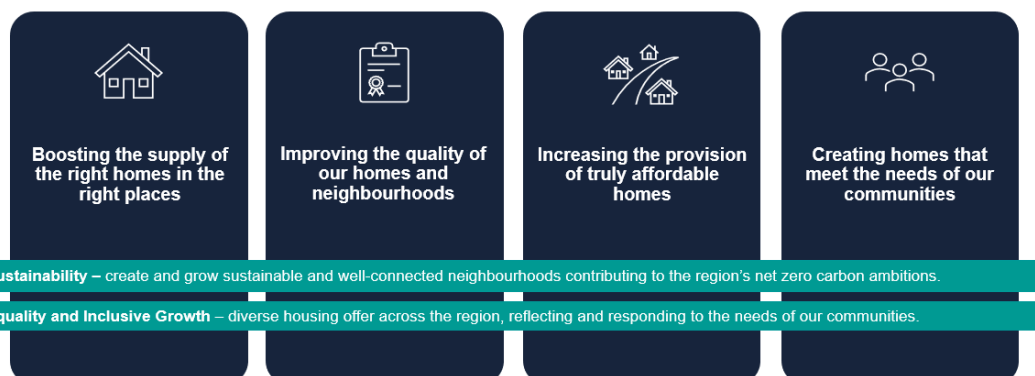 Boosting the supply of
the right homes in the
right places
Improving the quality of
our homes and
neighbourhoods
Increasing the provision
of truly affordable
homes
Creating homes that
meet the needs of our
communities
ustainability – create and grow sustainable and well-connected neighbourhoods contributing to the region's net zero carbon ambitions.
quality and Inclusive Growth – diverse housing offer across the region, reflecting and responding to the needs of our communities.